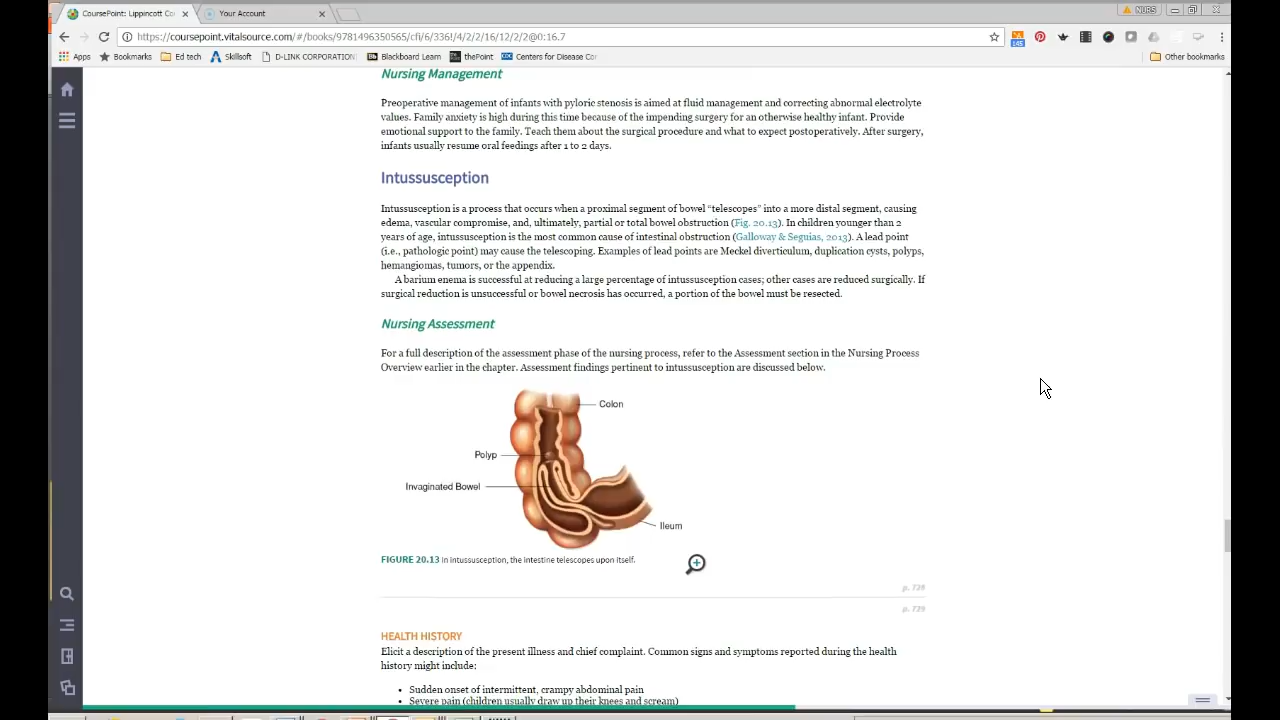 CoursePoint: Lippincott Co
Your Account
NURS
https://coursepoint.vitalsource.com/#/books/9781496350565/cfi/6/336!/4/2/2/16/12/2/2@0:16.7
145
Apps
Bookmarks
Ed tech
Skillsoft
D-LINK CORPORATION
Blackboard Learn
thePoint
Centers for Disease Con
Other bookmarks
Nursing Management
Preoperative management of infants with pyloric stenosis is aimed at fluid management and correcting abnormal electrolyte
values. Family anxiety is high during this time because of the impending surgery for an otherwise healthy infant. Provide
emotional support to the family. Teach them about the surgical procedure and what to expect postoperatively. After surgery,
infants usually resume oral feedings after 1 to 2 days.
Intussusception
Intussusception is a process that occurs when a proximal segment of bowel “telescopes” into a more distal segment, causing
edema, vascular compromise, and, ultimately, partial or total bowel obstruction (Fig. 20.13). In children younger than 2
years of age, intussusception is the most common cause of intestinal obstruction (Galloway & Seguias, 2013). A lead point
(i.e., pathologic point) may cause the telescoping. Examples of lead points are Meckel diverticulum, duplication cysts, polyps,
hemangiomas, tumors, or the appendix.
A barium enema is successful at reducing a large percentage of intussusception cases; other cases are reduced surgically. If
surgical reduction is unsuccessful or bowel necrosis has occurred, a portion of the bowel must be resected.
Nursing Assessment
For a full description of the assessment phase of the nursing process, refer to the Assessment section in the Nursing Process
Overview earlier in the chapter. Assessment findings pertinent to intussusception are discussed below.
Colon
Polyp
Invaginated Bowel
Ileum
FIGURE 20.13 In intussusception, the intestine telescopes upon itself.
p. 728
p. 729
HEALTH HISTORY
Elicit a description of the present illness and chief complaint. Common signs and symptoms reported during the health
history might include:
• Sudden onset of intermittent, crampy abdominal pain
• Severe pain (children usually draw up their knees and scream)